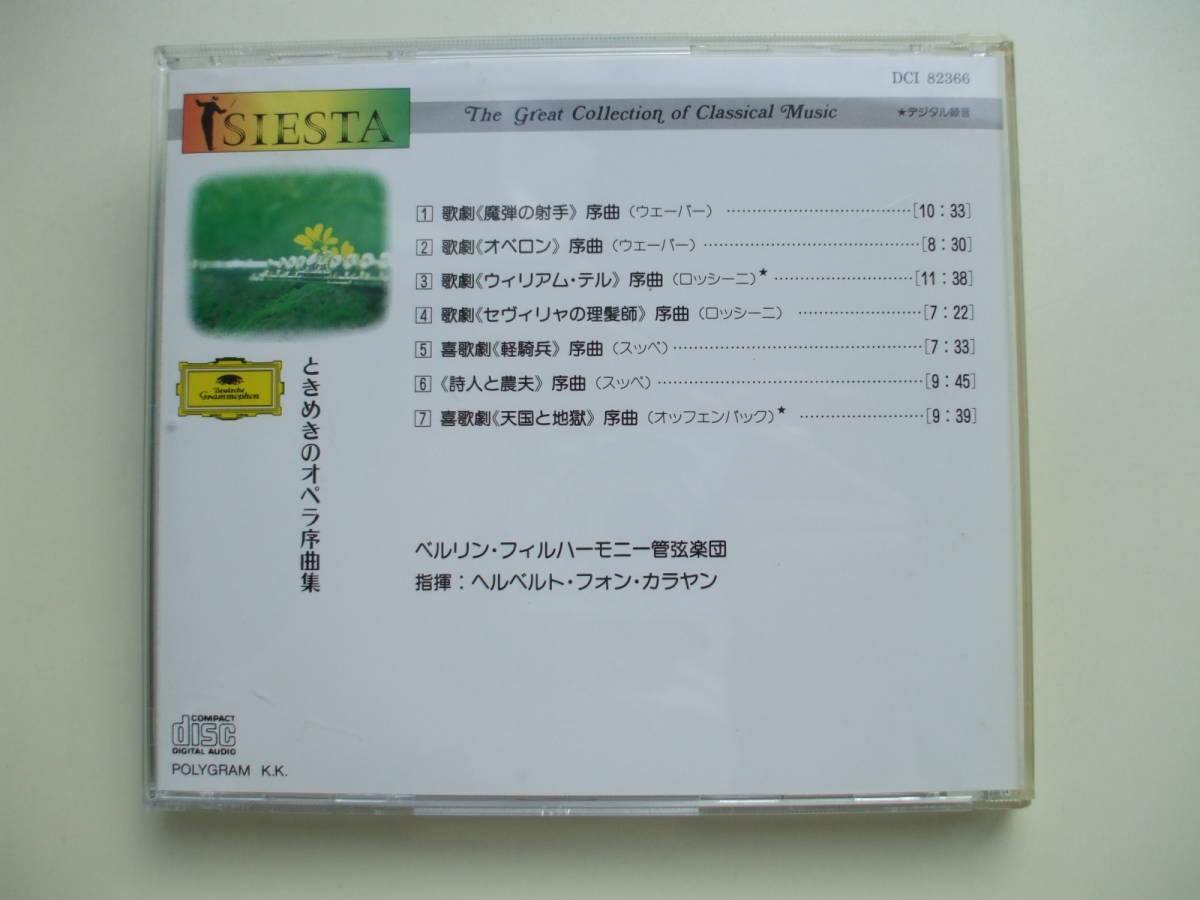 DCI 82366
SIESTA
The Great Collection of Classical Music
★デジタル録音
1 歌劇《魔弾の射手》序曲（ウェーバー）……………………………[10：33]
2 歌劇《オベロン》序曲（ウェーバー）……………………………[8：30]
3 歌劇《ウィリアム・テル》序曲（ロッシーニ）★ ……………………[11：38]
4 歌劇《セヴィリャの理髪師》序曲（ロッシーニ） …………………[7：22]
5 喜歌劇《軽騎兵》序曲（スッペ）…………………………………[7：33]
6 《詩人と農夫》序曲（スッペ）……………………………………[9：45]
7 喜歌劇《天国と地獄》序曲（オッフェンバック）★ …………………[9：39]
Deutsche
Grammophon
ときめきのオペラ序曲集
ベルリン・フィルハーモニー管弦楽団
指揮：ヘルベルト・フォン・カラヤン
COMPACT
disc
DIGITAL AUDIO
POLYGRAM K.K.